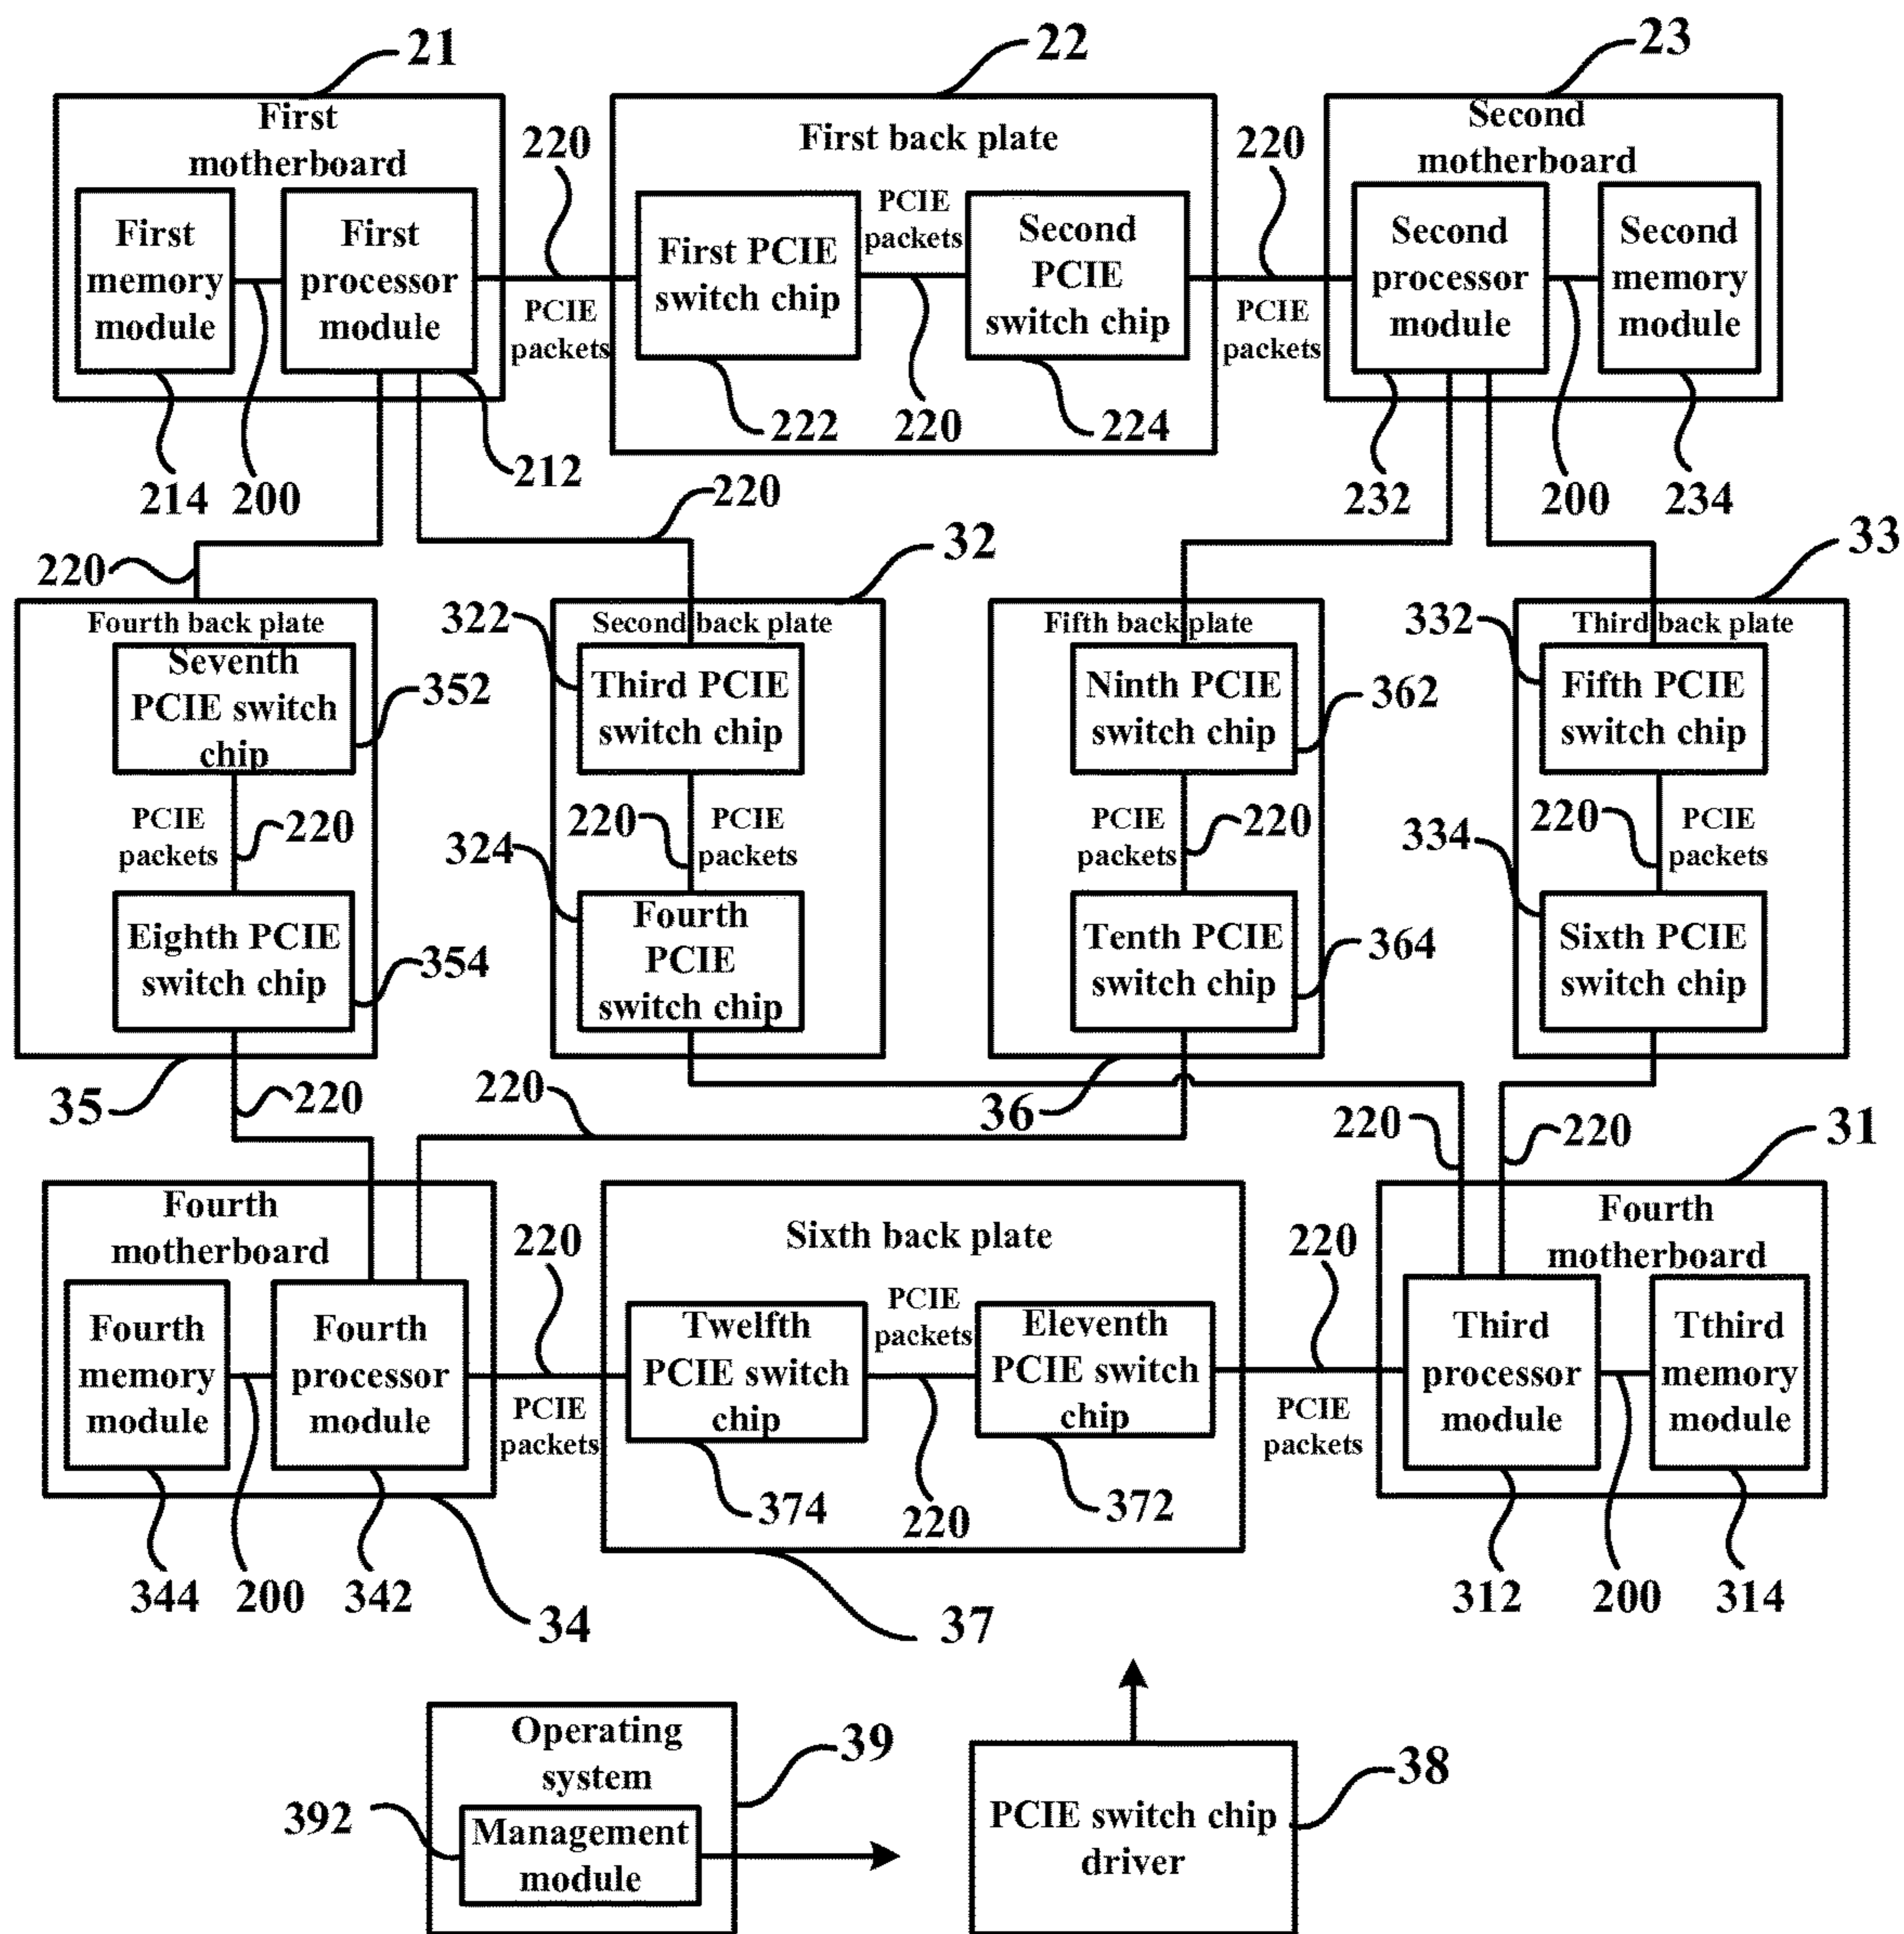 21
22
23
First
motherboard
First back plate
Second
motherboard
220
220
First
memory
module
First
processor
module
PCIE
packets
First PCIE
switch chip
PCIE
packets
Second
PCIE
switch chip
PCIE
packets
Second
processor
module
Second
memory
module
222
220
224
214
200
212
220
232
200
234
220
32
33
Fourth back plate
322
Second back plate
Fifth back plate
332
Third back plate
Seventh
PCIE switch
chip
352
Third PCIE
switch chip
Ninth PCIE
switch chip
362
Fifth PCIE
switch chip
PCIE
packets
220
324
220
PCIE
packets
PCIE
packets
220
334
220
PCIE
packets
Eighth PCIE
switch chip
354
Fourth
PCIE
switch chip
Tenth PCIE
switch chip
364
Sixth PCIE
switch chip
35
220
220
36
220
220
31
Fourth
motherboard
220
Sixth back plate
220
Fourth
motherboard
Fourth
memory
module
Fourth
processor
module
PCIE
packets
Twelfth
PCIE switch
chip
PCIE
packets
Eleventh
PCIE switch
chip
PCIE
packets
Third
processor
module
Tthird
memory
module
374
220
372
344
200
342
34
37
312
200
314
Operating
system
39
392
Management
module
PCIE switch chip
driver
38